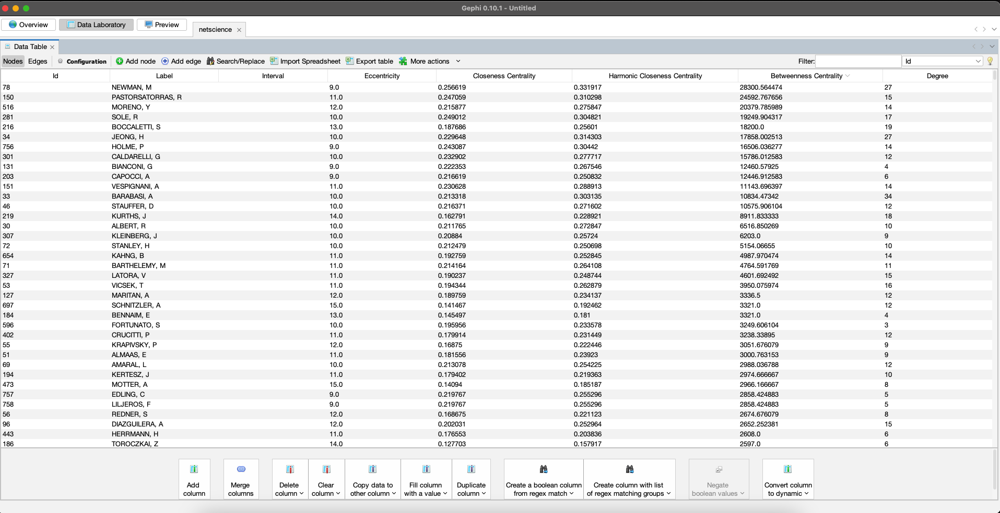 Gephi 0.10.1 - Untitled
Overview Data Laboratory Preview netscience
Data Table
Nodes Edges Configuration Add node Add edge Search/Replace Import Spreadsheet Export table More actions Filter: Id
Id Label Interval Eccentricity Closeness Centrality Harmonic Closeness Centrality Betweenness Centrality Degree
78 NEWMAN, M 9.0 0.256619 0.331917 28300.564474 27
150 PASTORSATORRAS, R 11.0 0.247059 0.310298 24592.767656 15
516 MORENO, Y 12.0 0.215877 0.275847 20379.785989 14
281 SOLE, R 10.0 0.249012 0.304821 19249.904317 17
216 BOCCALETTI, S 13.0 0.187686 0.25601 18200.0 19
34 JEONG, H 10.0 0.229648 0.314303 17858.002513 27
756 HOLME, P 9.0 0.243087 0.30442 16506.036277 14
301 CALDARELLI, G 10.0 0.232902 0.277717 15786.012583 12
131 BIANCONI, G 9.0 0.222353 0.267546 12460.57925 4
203 CAPOCCI, A 9.0 0.216619 0.250832 12446.912583 6
151 VESPIGNANI, A 11.0 0.230628 0.288913 11143.696397 14
33 BARABASI, A 10.0 0.213318 0.303135 10834.47342 34
46 STAUFFER, D 10.0 0.216371 0.271602 10575.906104 12
219 KURTHS, J 14.0 0.162791 0.228921 8911.833333 18
30 ALBERT, R 10.0 0.211765 0.272847 6516.850269 10
307 KLEINBERG, J 10.0 0.20884 0.25724 6203.0 9
72 STANLEY, H 10.0 0.212479 0.250698 5154.06655 10
654 KAHNG, B 11.0 0.192759 0.252845 4987.970474 14
71 BARTHELEMY, M 11.0 0.214164 0.264108 4764.591769 11
327 LATORA, V 11.0 0.190237 0.248744 4601.692492 15
53 VICSEK, T 11.0 0.194344 0.262879 3950.075974 16
127 MARITAN, A 12.0 0.189759 0.234137 3336.5 12
697 SCHNITZLER, A 15.0 0.141467 0.192462 3321.0 12
184 BENNAIM, E 13.0 0.145497 0.181 3321.0 4
596 FORTUNATO, S 10.0 0.195956 0.233578 3249.606104 3
402 CRUCITTI, P 11.0 0.179914 0.231449 3238.33895 12
55 KRAPIVSKY, P 12.0 0.16875 0.222446 3051.676079 9
51 ALMAAS, E 11.0 0.181556 0.23923 3000.763153 9
69 AMARAL, L 10.0 0.213078 0.254225 2988.036788 12
194 KERTESZ, J 11.0 0.179402 0.219363 2974.666667 10
473 MOTTER, A 15.0 0.14094 0.185187 2966.166667 8
757 EDLING, C 9.0 0.219767 0.255296 2858.424883 5
758 LILJEROS, F 9.0 0.219767 0.255296 2858.424883 5
56 REDNER, S 12.0 0.168675 0.221123 2674.676079 8
96 DIAZGUILERA, A 12.0 0.202031 0.252964 2652.252381 15
443 HERRMANN, H 11.0 0.176553 0.203836 2608.0 6
186 TOROCZKAI, Z 14.0 0.127703 0.157917 2597.0 6
Add Merge Delete Clear Copy data to Fill column Duplicate Create a boolean column Create column with list Negate Convert column
column columns column column other column with a value column from regex match of regex matching groups boolean values to dynamic